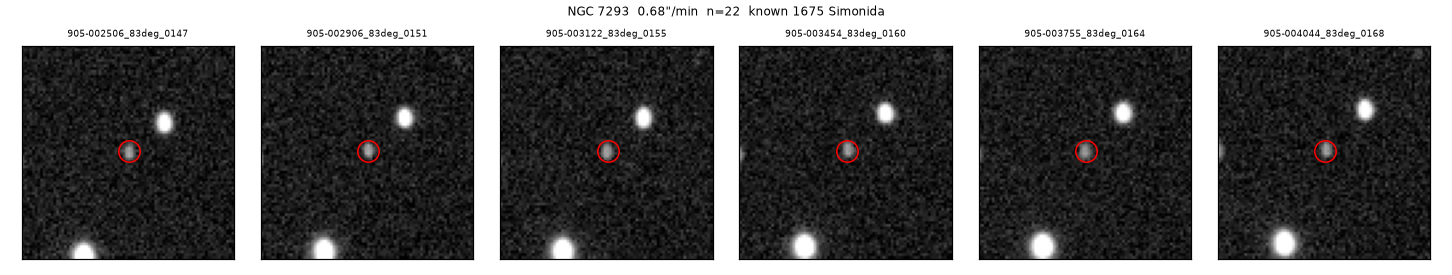 NGC 7293  0.68"/min  n=22  known 1675 Simonida
905-002506_83deg_0147
905-002906_83deg_0151
905-003122_83deg_0155
905-003454_83deg_0160
905-003755_83deg_0164
905-004044_83deg_0168